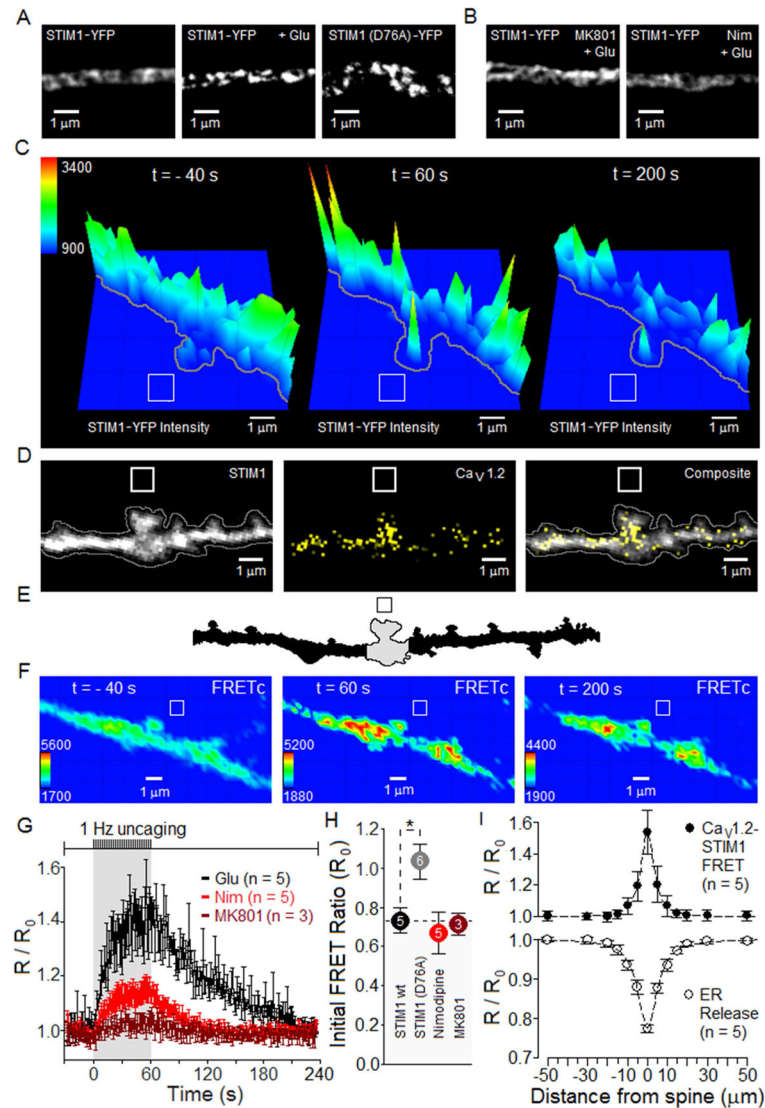 A
STIM1-YFP
STIM1-YFP + Glu
STIM1 (D76A)-YFP
1 µm
1 µm
1 µm
B
STIM1-YFP MK801 + Glu
STIM1-YFP Nim + Glu
1 µm
1 µm
C
3400
900
t = - 40 s
t = 60 s
t = 200 s
STIM1-YFP Intensity
1 µm
STIM1-YFP Intensity
1 µm
STIM1-YFP Intensity
1 µm
D
STIM1
CaV1.2
Composite
1 µm
1 µm
1 µm
E
F
t = - 40 s
FRETc
5600
1700
1 µm
t = 60 s
FRETc
5200
1880
1 µm
t = 200 s
FRETc
4400
1900
1 µm
G
1 Hz uncaging
Glu (n = 5)
Nim (n = 5)
MK801 (n = 3)
R / R0
1.6
1.4
1.2
1.0
0
60
120
180
240
Time (s)
H
Initial FRET Ratio (R0)
1.2
1.0
0.8
0.6
0.4
0.2
0.0
*
5
6
5
3
STIM1 wt
STIM1 (D76A)
Nimodipine
MK801
I
R / R0
1.6
1.4
1.2
1.0
CaV1.2-
STIM1
FRET
(n = 5)
R / R0
1.0
0.9
0.8
0.7
ER
Release
(n = 5)
-50
-30
-10
0
10
30
50
Distance from spine (µm)